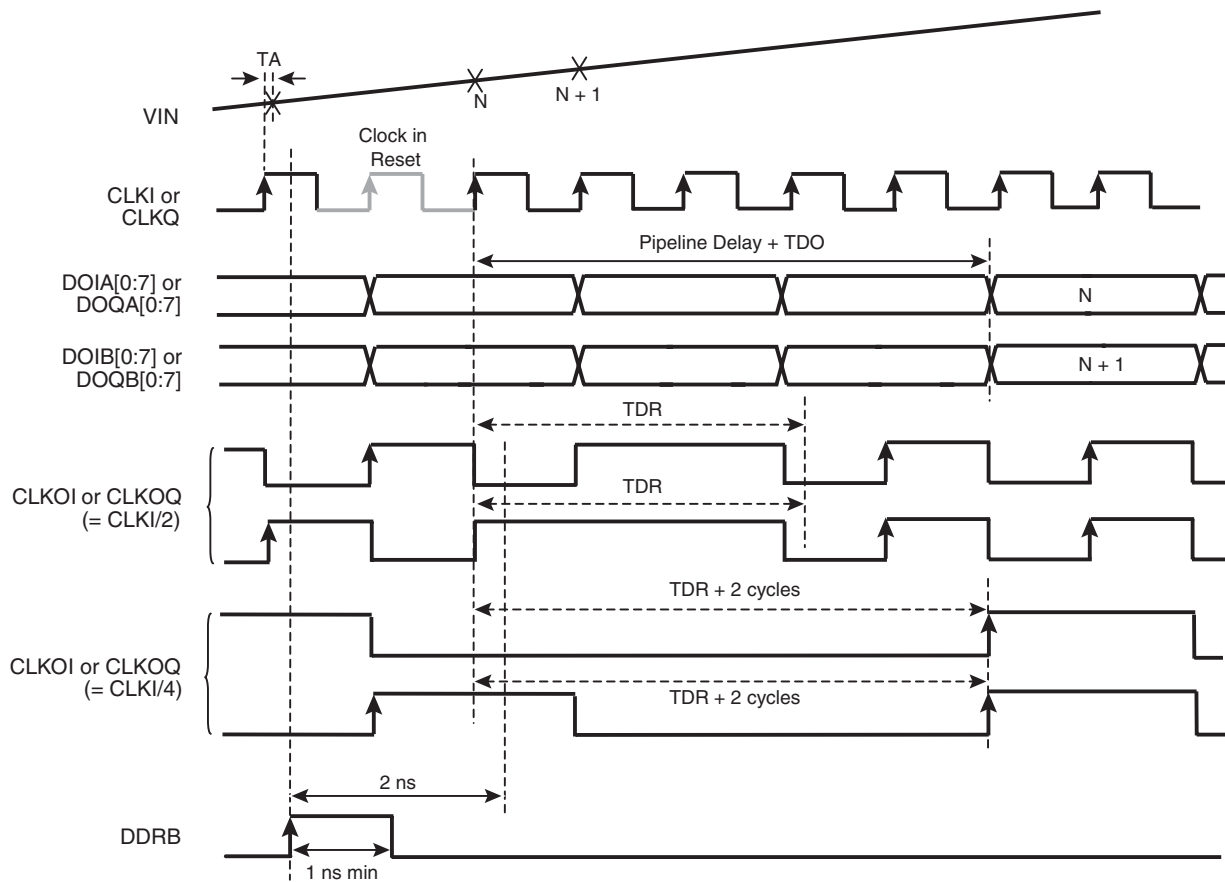 TA
N
N + 1
VIN
Clock in
Reset
CLKI or
CLKQ
Pipeline Delay + TDO
DOIA[0:7] or
DOQA[0:7]
N
DOIB[0:7] or
DOQB[0:7]
N + 1
TDR
CLKOI or CLKOQ
(= CLKI/2)
TDR
TDR + 2 cycles
CLKOI or CLKOQ
(= CLKI/4)
TDR + 2 cycles
2 ns
DDRB
1 ns min